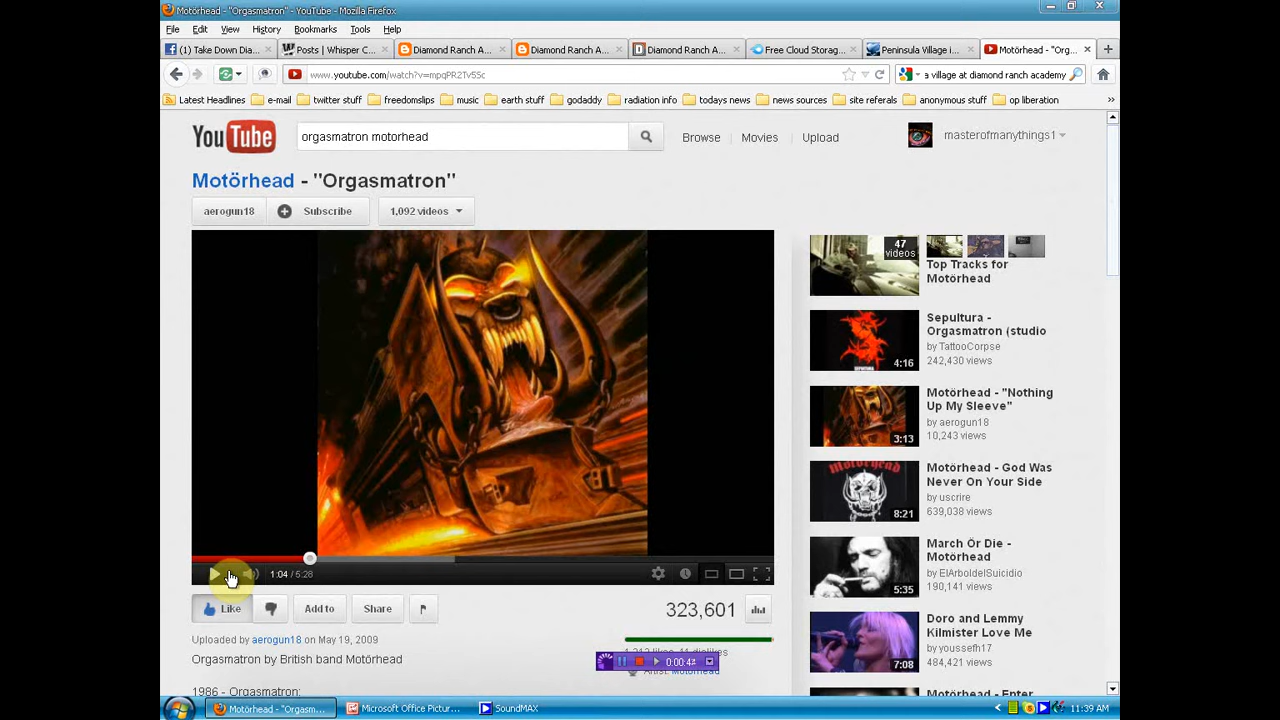 Motörhead - "Orgasmatron" - YouTube - Mozilla Firefox
File Edit View History Bookmarks Tools Help
(1) Take Down Dia...
Posts | Whisper C...
Diamond Ranch A...
Diamond Ranch A...
Diamond Ranch A...
Free Cloud Storag...
Peninsula Village i...
Motörhead - "Org...
www.youtube.com/watch?v=mpqPR2Tv5Sc
a village at diamond ranch academy
Latest Headlines e-mail twitter stuff freedomslips music earth stuff godaddy radiation info todays news news sources site referals anonymous stuff op liberation
YouTube
orgasmatron motorhead
Browse Movies Upload
masterofmanythings1
Motörhead - "Orgasmatron"
aerogun18 Subscribe 1,092 videos
47
videos
Top Tracks for
Motörhead
Sepultura -
Orgasmatron (studio
by TattooCorpse
242,430 views
4:16
Motörhead - "Nothing
Up My Sleeve"
by aerogun18
10,243 views
3:13
Motörhead
Motörhead - God Was
Never On Your Side
by uscrire
639,038 views
8:21
March Ör Die -
Motörhead
by ElArboldelSuicidio
190,141 views
5:35
Doro and Lemmy
Kilmister Love Me
by youssefh17
484,421 views
7:08
Motörhead - Enter
1:04 / 5:28
Like Add to Share
323,601
Uploaded by aerogun18 on May 19, 2009
Orgasmatron by British band Motörhead
Artist: Motorhead
1986 - Orgasmatron:
Motörhead - "Orgasm...
Microsoft Office Pictur...
SoundMAX
11:39 AM